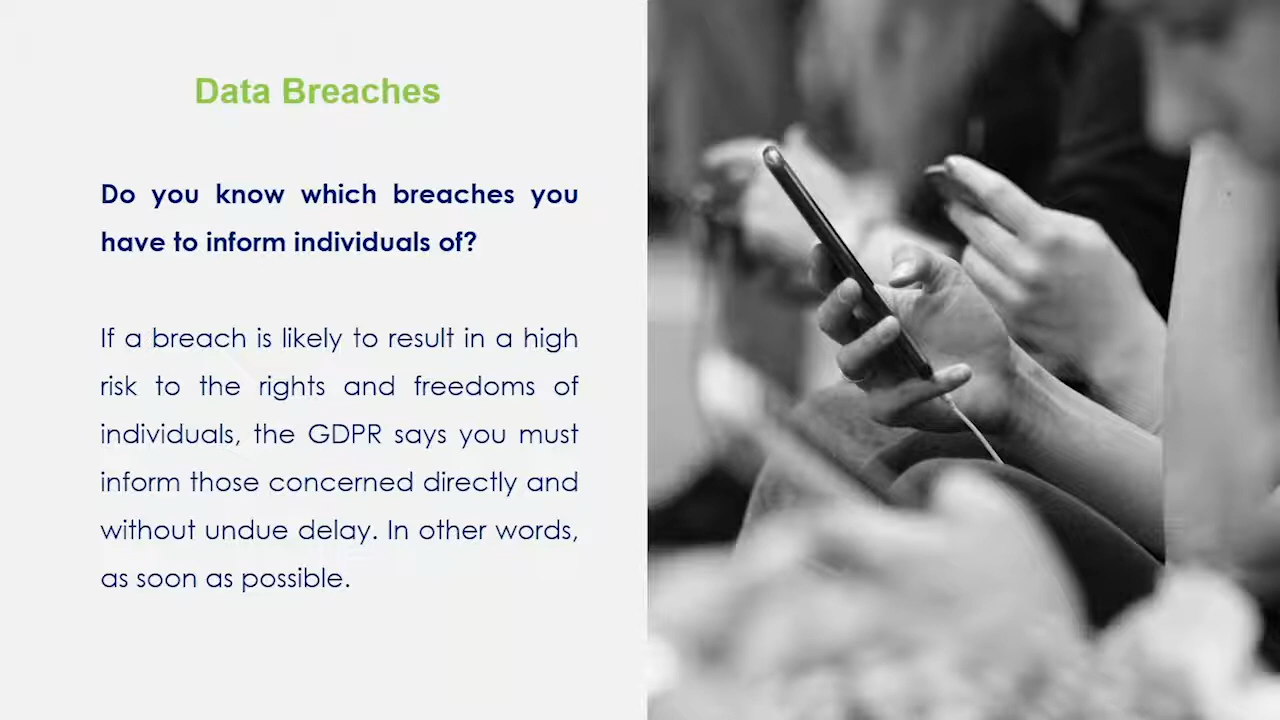 Data Breaches
Do you know which breaches you
have to inform individuals of?
If a breach is likely to result in a high
risk to the rights and freedoms of
individuals, the GDPR says you must
inform those concerned directly and
without undue delay. In other words,
as soon as possible.